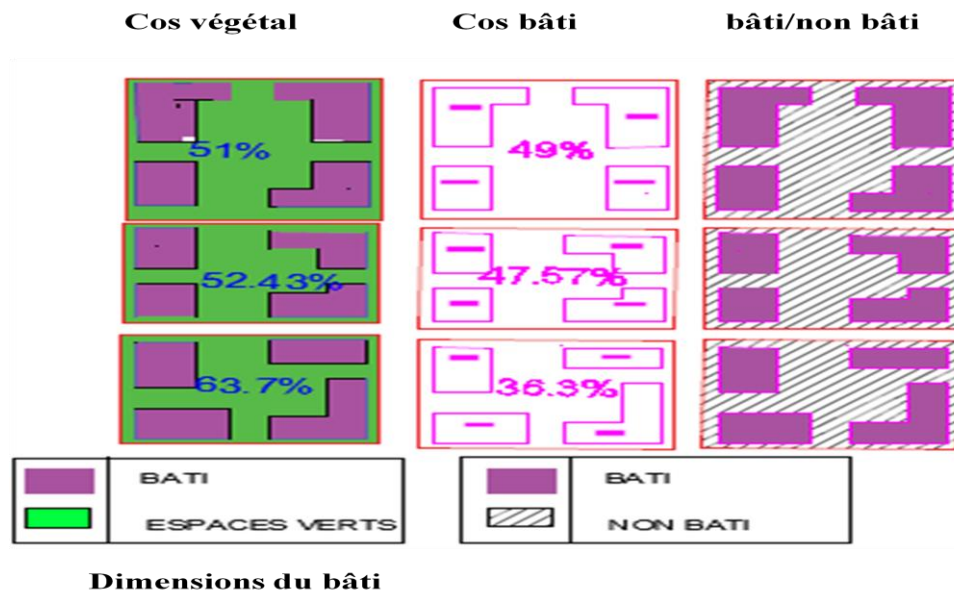 Cos végétal Cos bâti bâti/non bâti
51% 49%
52.43% 47.57%
63.7% 36.3%
BATI BATI
ESPACES VERTS NON BATI
Dimensions du bâti